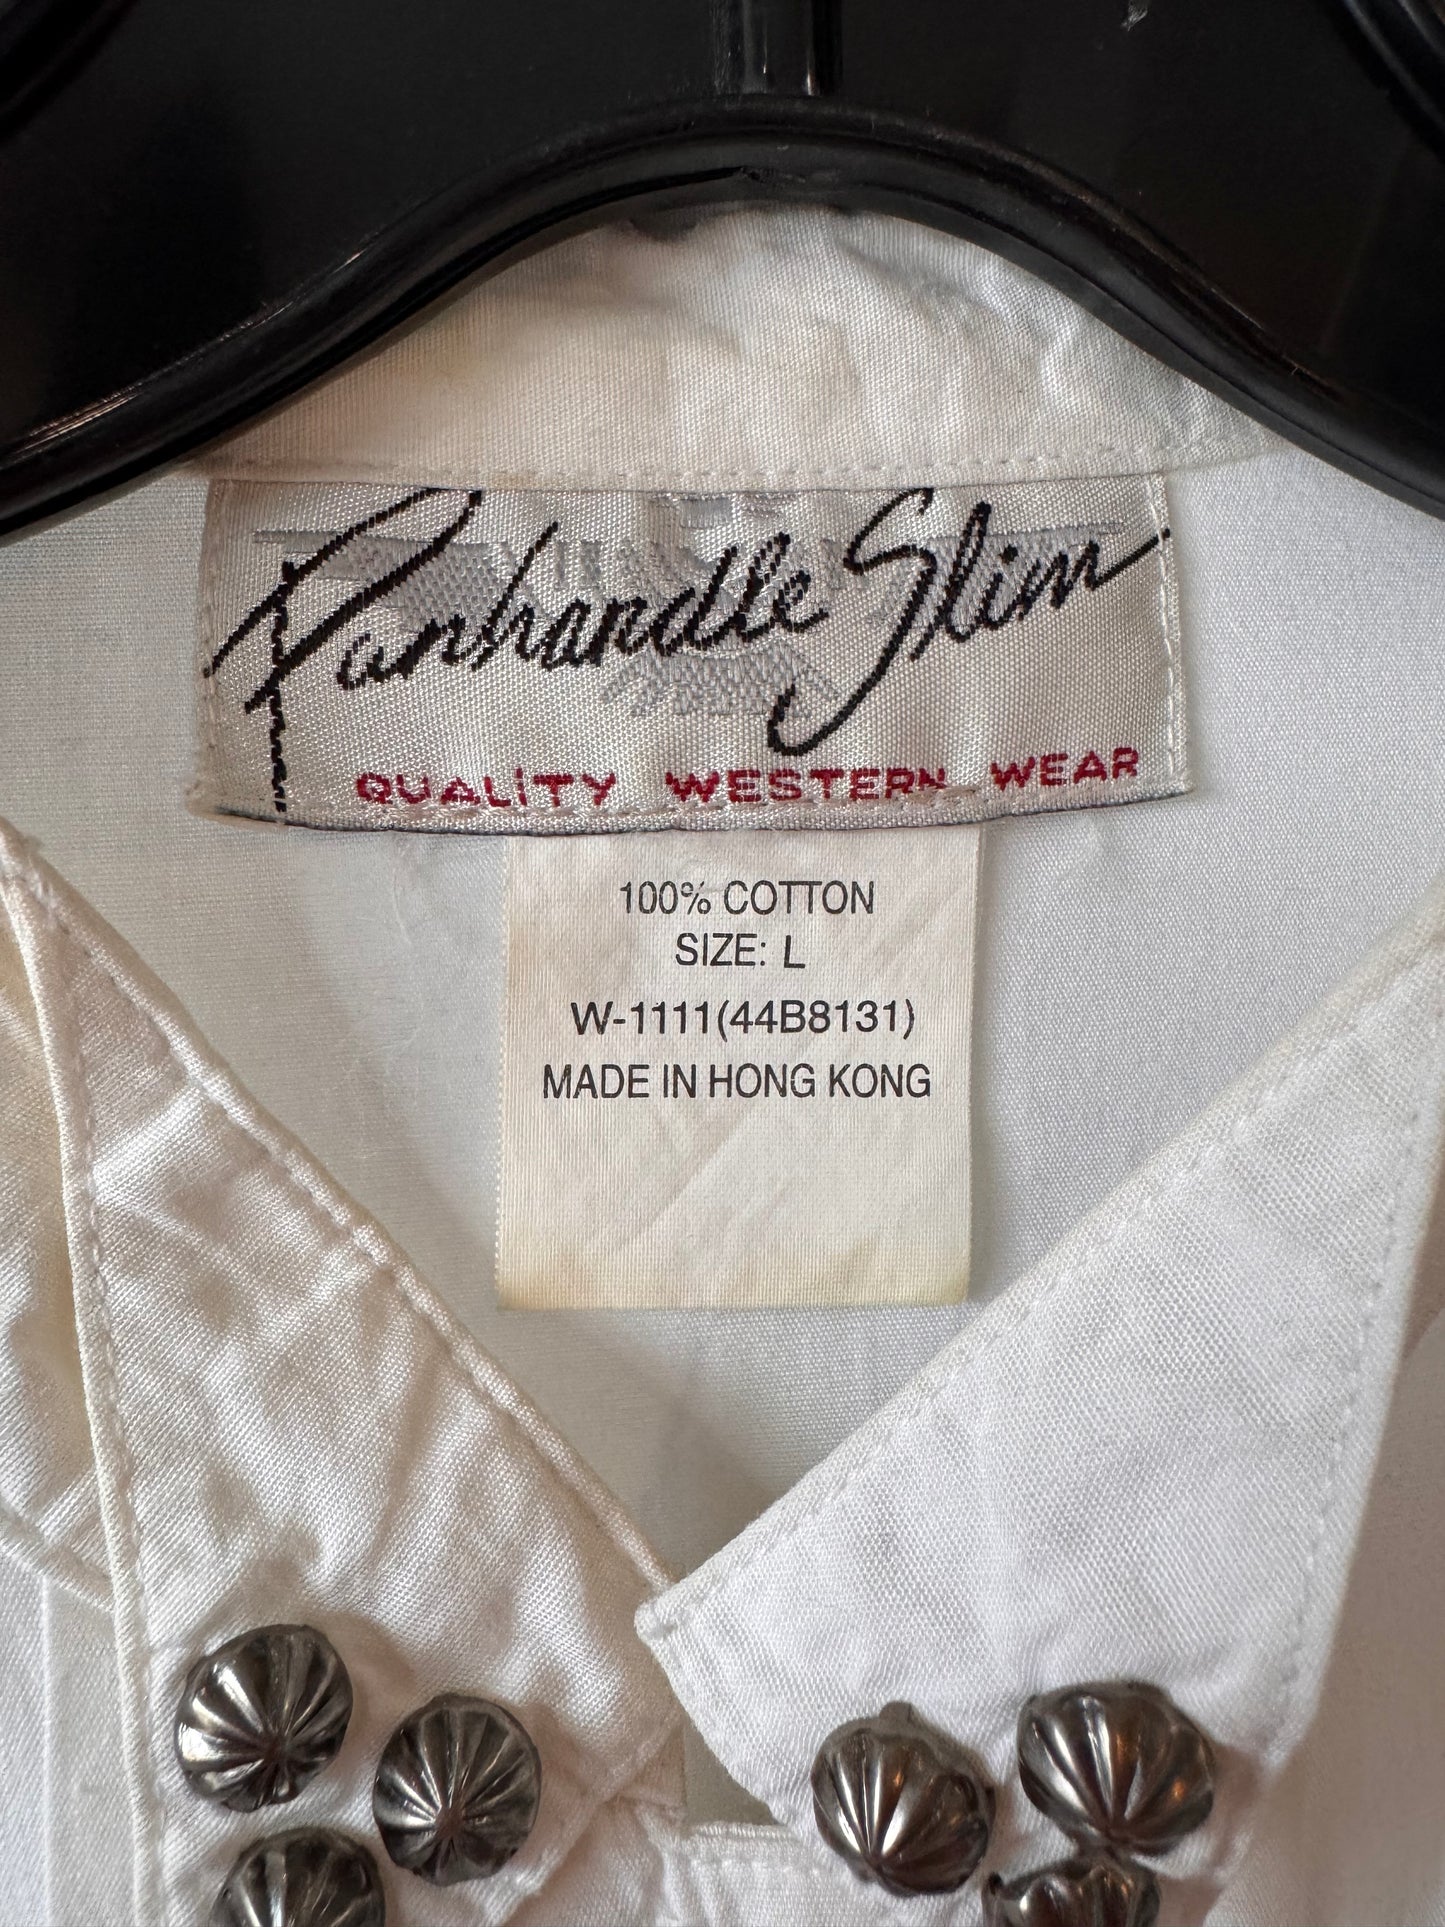 Panhandle Slim
QUALITY WESTERN WEAR
100% COTTON
SIZE: L
W-1111(44B8131)
MADE IN HONG KONG